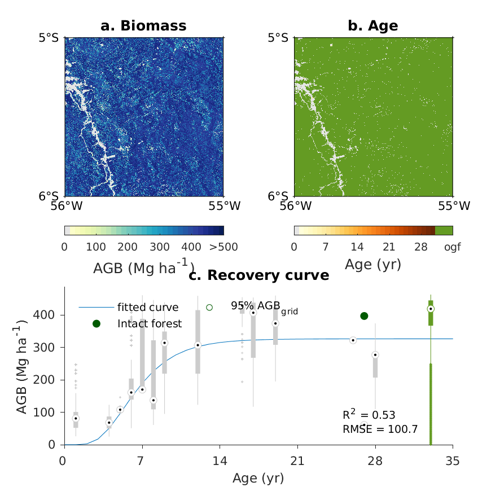 a. Biomass
b. Age
5°S
5°S
6°S
6°S
56°W
55°W
56°W
55°W
0 100 200 300 400 >500
0 7 14 21 28 ogf
AGB (Mg ha⁻¹)
Age (yr)
c. Recovery curve
fitted curve
95% AGB_grid
Intact forest
AGB (Mg ha⁻¹)
400
300
200
100
0
R² = 0.53
RMSE = 100.7
0 7 14 21 28 35
Age (yr)